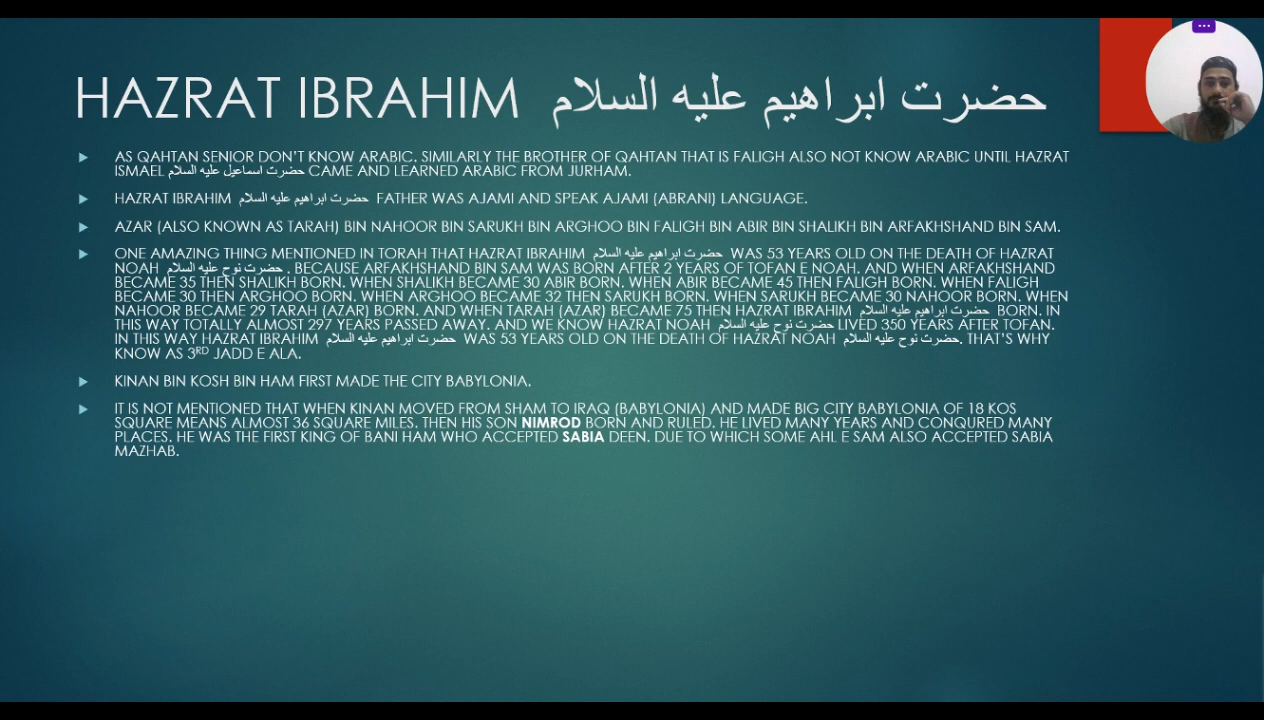 HAZRAT IBRAHIM حضرت ابراهيم عليه السلام
AS QAHTAN SENIOR DON'T KNOW ARABIC. SIMILARLY THE BROTHER OF QAHTAN THAT IS FALIGH ALSO NOT KNOW ARABIC UNTIL HAZRAT
ISMAEL حضرت اسماعيل عليه السلام CAME AND LEARNED ARABIC FROM JURHAM.
HAZRAT IBRAHIM حضرت ابراهيم عليه السلام FATHER WAS AJAMI AND SPEAK AJAMI (ABRANI) LANGUAGE.
AZAR (ALSO KNOWN AS TARAH) BIN NAHOOR BIN SARUKH BIN ARGHOO BIN FALIGH BIN ABIR BIN SHALIKH BIN ARFAKHSHAND BIN SAM.
ONE AMAZING THING MENTIONED IN TORAH THAT HAZRAT IBRAHIM حضرت ابراهيم عليه السلام WAS 53 YEARS OLD ON THE DEATH OF HAZRAT
NOAH حضرت نوح عليه السلام . BECAUSE ARFAKHSHAND BIN SAM WAS BORN AFTER 2 YEARS OF TOFAN E NOAH. AND WHEN ARFAKHSHAND
BECAME 35 THEN SHALIKH BORN. WHEN SHALIKH BECAME 30 ABIR BORN. WHEN ABIR BECAME 45 THEN FALIGH BORN. WHEN FALIGH
BECAME 30 THEN ARGHOO BORN. WHEN ARGHOO BECAME 32 THEN SARUKH BORN. WHEN SARUKH BECAME 30 NAHOOR BORN. WHEN
NAHOOR BECAME 29 TARAH (AZAR) BORN. AND WHEN TARAH (AZAR) BECAME 75 THEN HAZRAT IBRAHIM حضرت ابراهيم عليه السلام BORN. IN
THIS WAY TOTALLY ALMOST 297 YEARS PASSED AWAY. AND WE KNOW HAZRAT NOAH حضرت نوح عليه السلام LIVED 350 YEARS AFTER TOFAN.
IN THIS WAY HAZRAT IBRAHIM حضرت ابراهيم عليه السلام WAS 53 YEARS OLD ON THE DEATH OF HAZRAT NOAH حضرت نوح عليه السلام. THAT'S WHY
KNOW AS 3RD JADD E ALA.
KINAN BIN KOSH BIN HAM FIRST MADE THE CITY BABYLONIA.
IT IS NOT MENTIONED THAT WHEN KINAN MOVED FROM SHAM TO IRAQ (BABYLONIA) AND MADE BIG CITY BABYLONIA OF 18 KOS
SQUARE MEANS ALMOST 36 SQUARE MILES. THEN HIS SON NIMROD BORN AND RULED. HE LIVED MANY YEARS AND CONQURED MANY
PLACES. HE WAS THE FIRST KING OF BANI HAM WHO ACCEPTED SABIA DEEN. DUE TO WHICH SOME AHL E SAM ALSO ACCEPTED SABIA
MAZHAB.